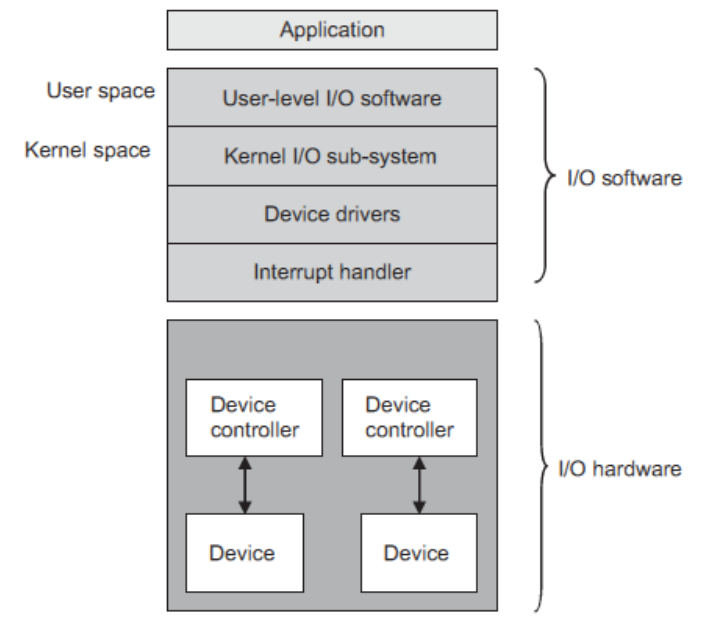 Application
User space
User-level I/O software
Kernel space
Kernel I/O sub-system
I/O software
Device drivers
Interrupt handler
Device
controller
Device
controller
I/O hardware
Device
Device